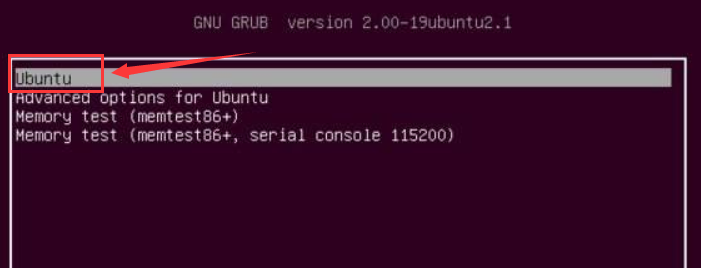 GNU GRUB  version 2.00-19ubuntu2.1
Ubuntu
Advanced options for Ubuntu
Memory test (memtest86+)
Memory test (memtest86+, serial console 115200)